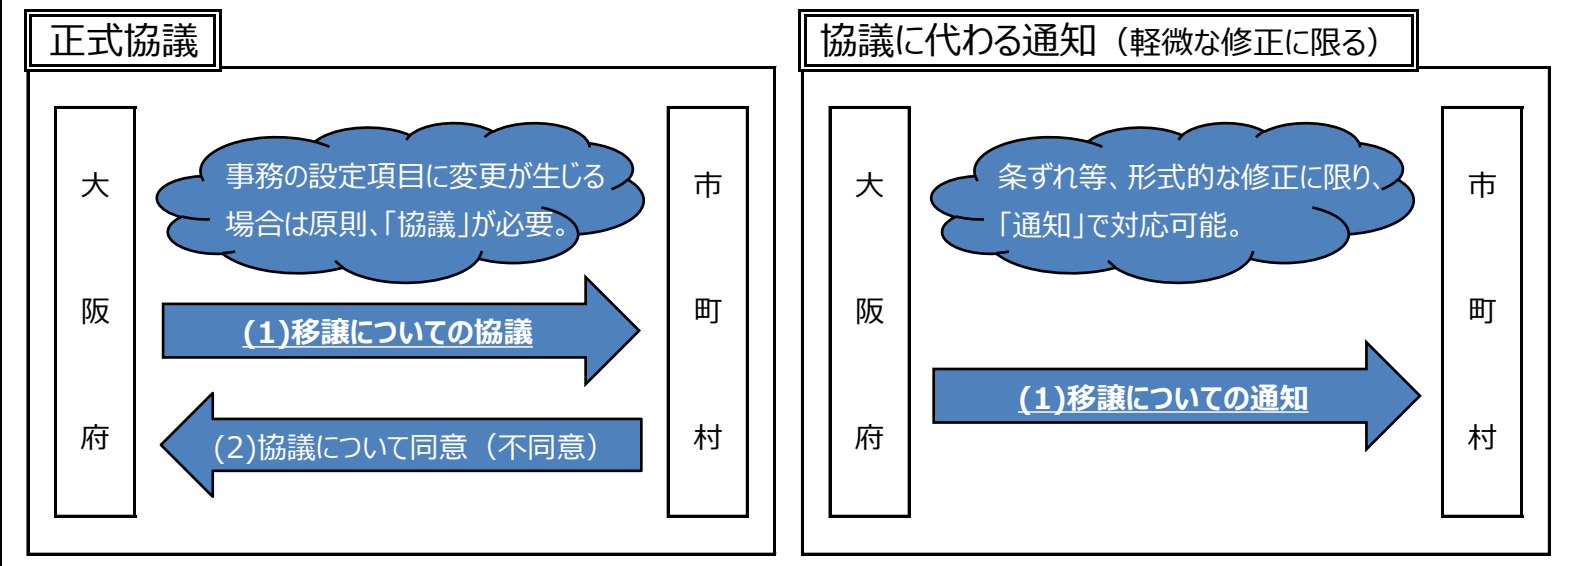 正式協議
大阪府
事務の設定項目に変更が生じる
場合は原則、「協議」が必要。
(1)移譲についての協議
(2)協議について同意（不同意）
市町村
協議に代わる通知（軽微な修正に限る）
大阪府
条ずれ等、形式的な修正に限り、
「通知」で対応可能。
(1)移譲についての通知
市町村